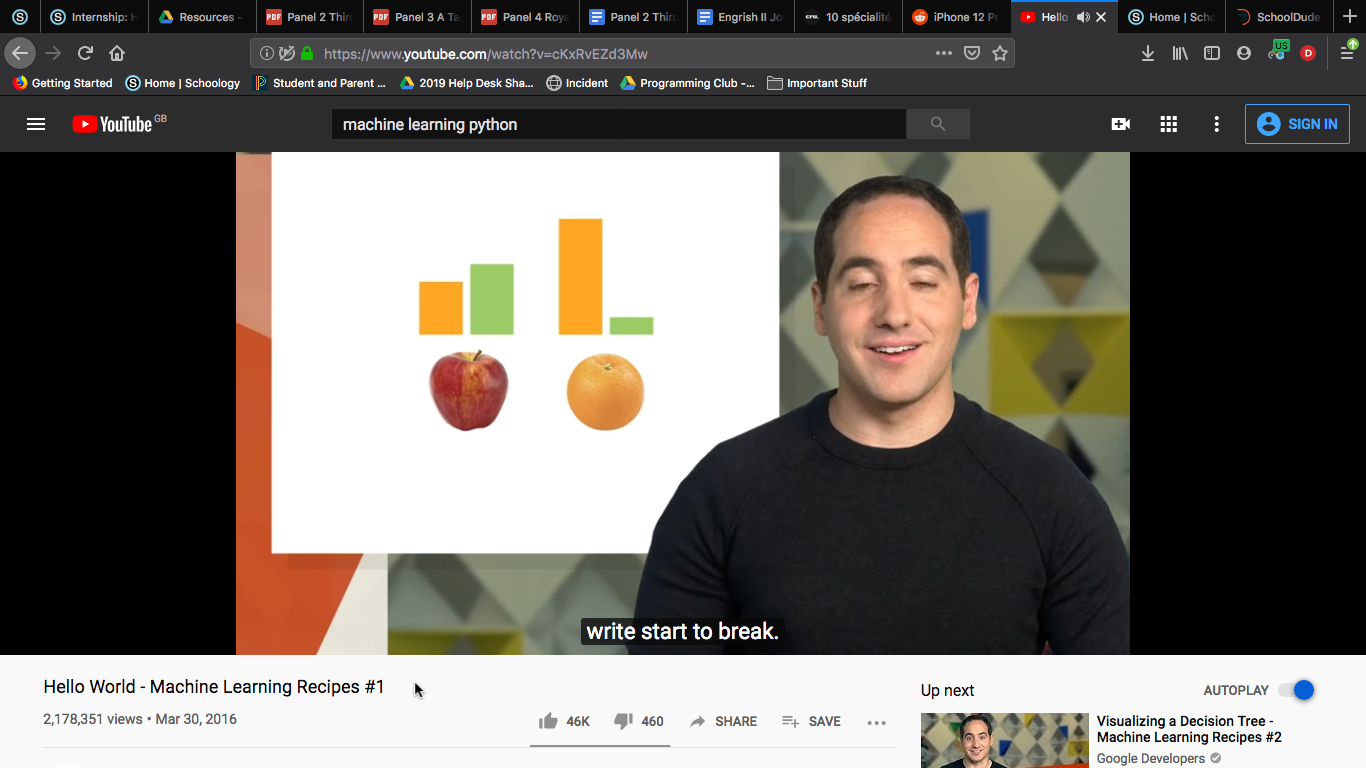 Internship: H
Resources -
PDF Panel 2 Thir
PDF Panel 3 A Ta
PDF Panel 4 Roya
Panel 2 Thir
Engrish II Jo
10 spécialité
iPhone 12 Pr
Hello
Home | Scho
SchoolDude
https://www.youtube.com/watch?v=cKxRvEZd3Mw
US
D
Getting Started
Home | Schoology
Student and Parent ...
2019 Help Desk Sha...
Incident
Programming Club -...
Important Stuff
YouTube GB
machine learning python
SIGN IN
write start to break.
Hello World - Machine Learning Recipes #1
2,178,351 views • Mar 30, 2016
46K
460
SHARE
SAVE
Up next
AUTOPLAY
Visualizing a Decision Tree -
Machine Learning Recipes #2
Google Developers